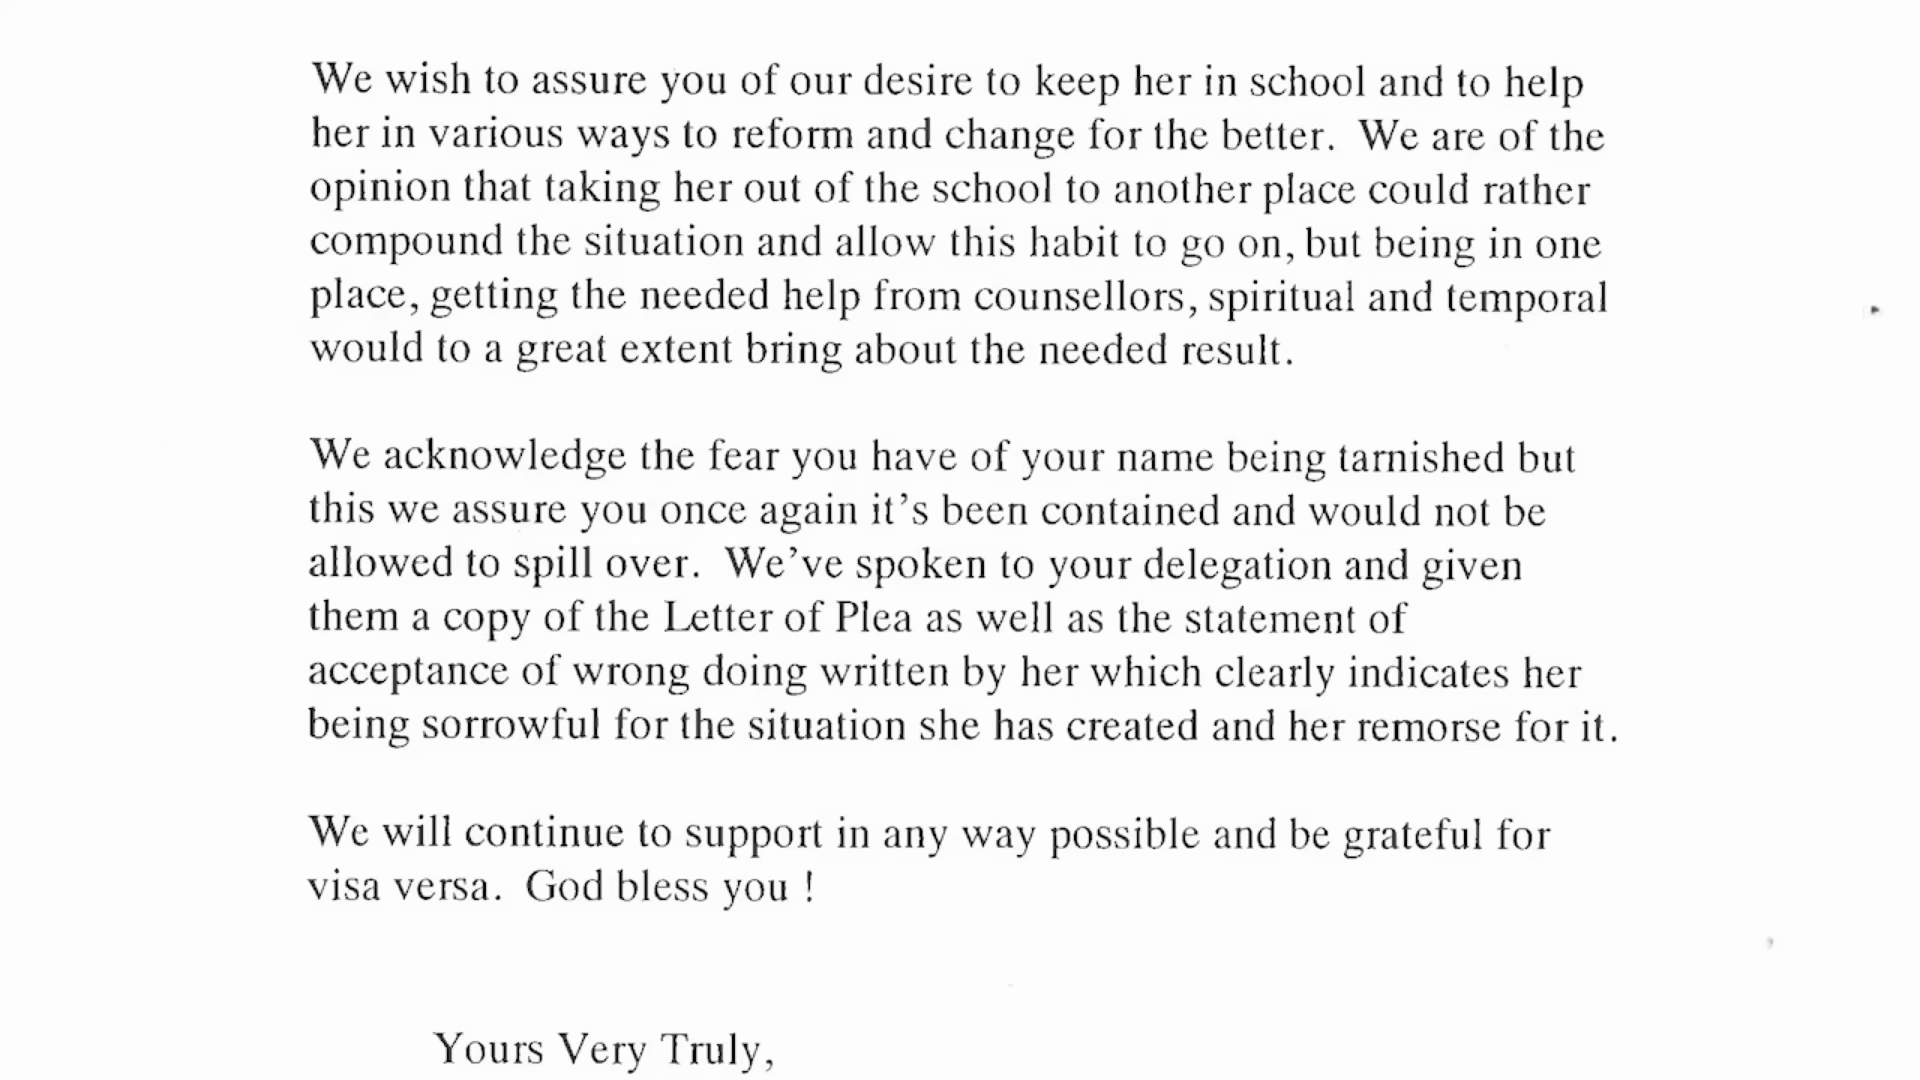 We wish to assure you of our desire to keep her in school and to help
her in various ways to reform and change for the better. We are of the
opinion that taking her out of the school to another place could rather
compound the situation and allow this habit to go on, but being in one
place, getting the needed help from counsellors, spiritual and temporal
would to a great extent bring about the needed result.
We acknowledge the fear you have of your name being tarnished but
this we assure you once again it's been contained and would not be
allowed to spill over. We've spoken to your delegation and given
them a copy of the Letter of Plea as well as the statement of
acceptance of wrong doing written by her which clearly indicates her
being sorrowful for the situation she has created and her remorse for it.
We will continue to support in any way possible and be grateful for
visa versa. God bless you !
Yours Very Truly,